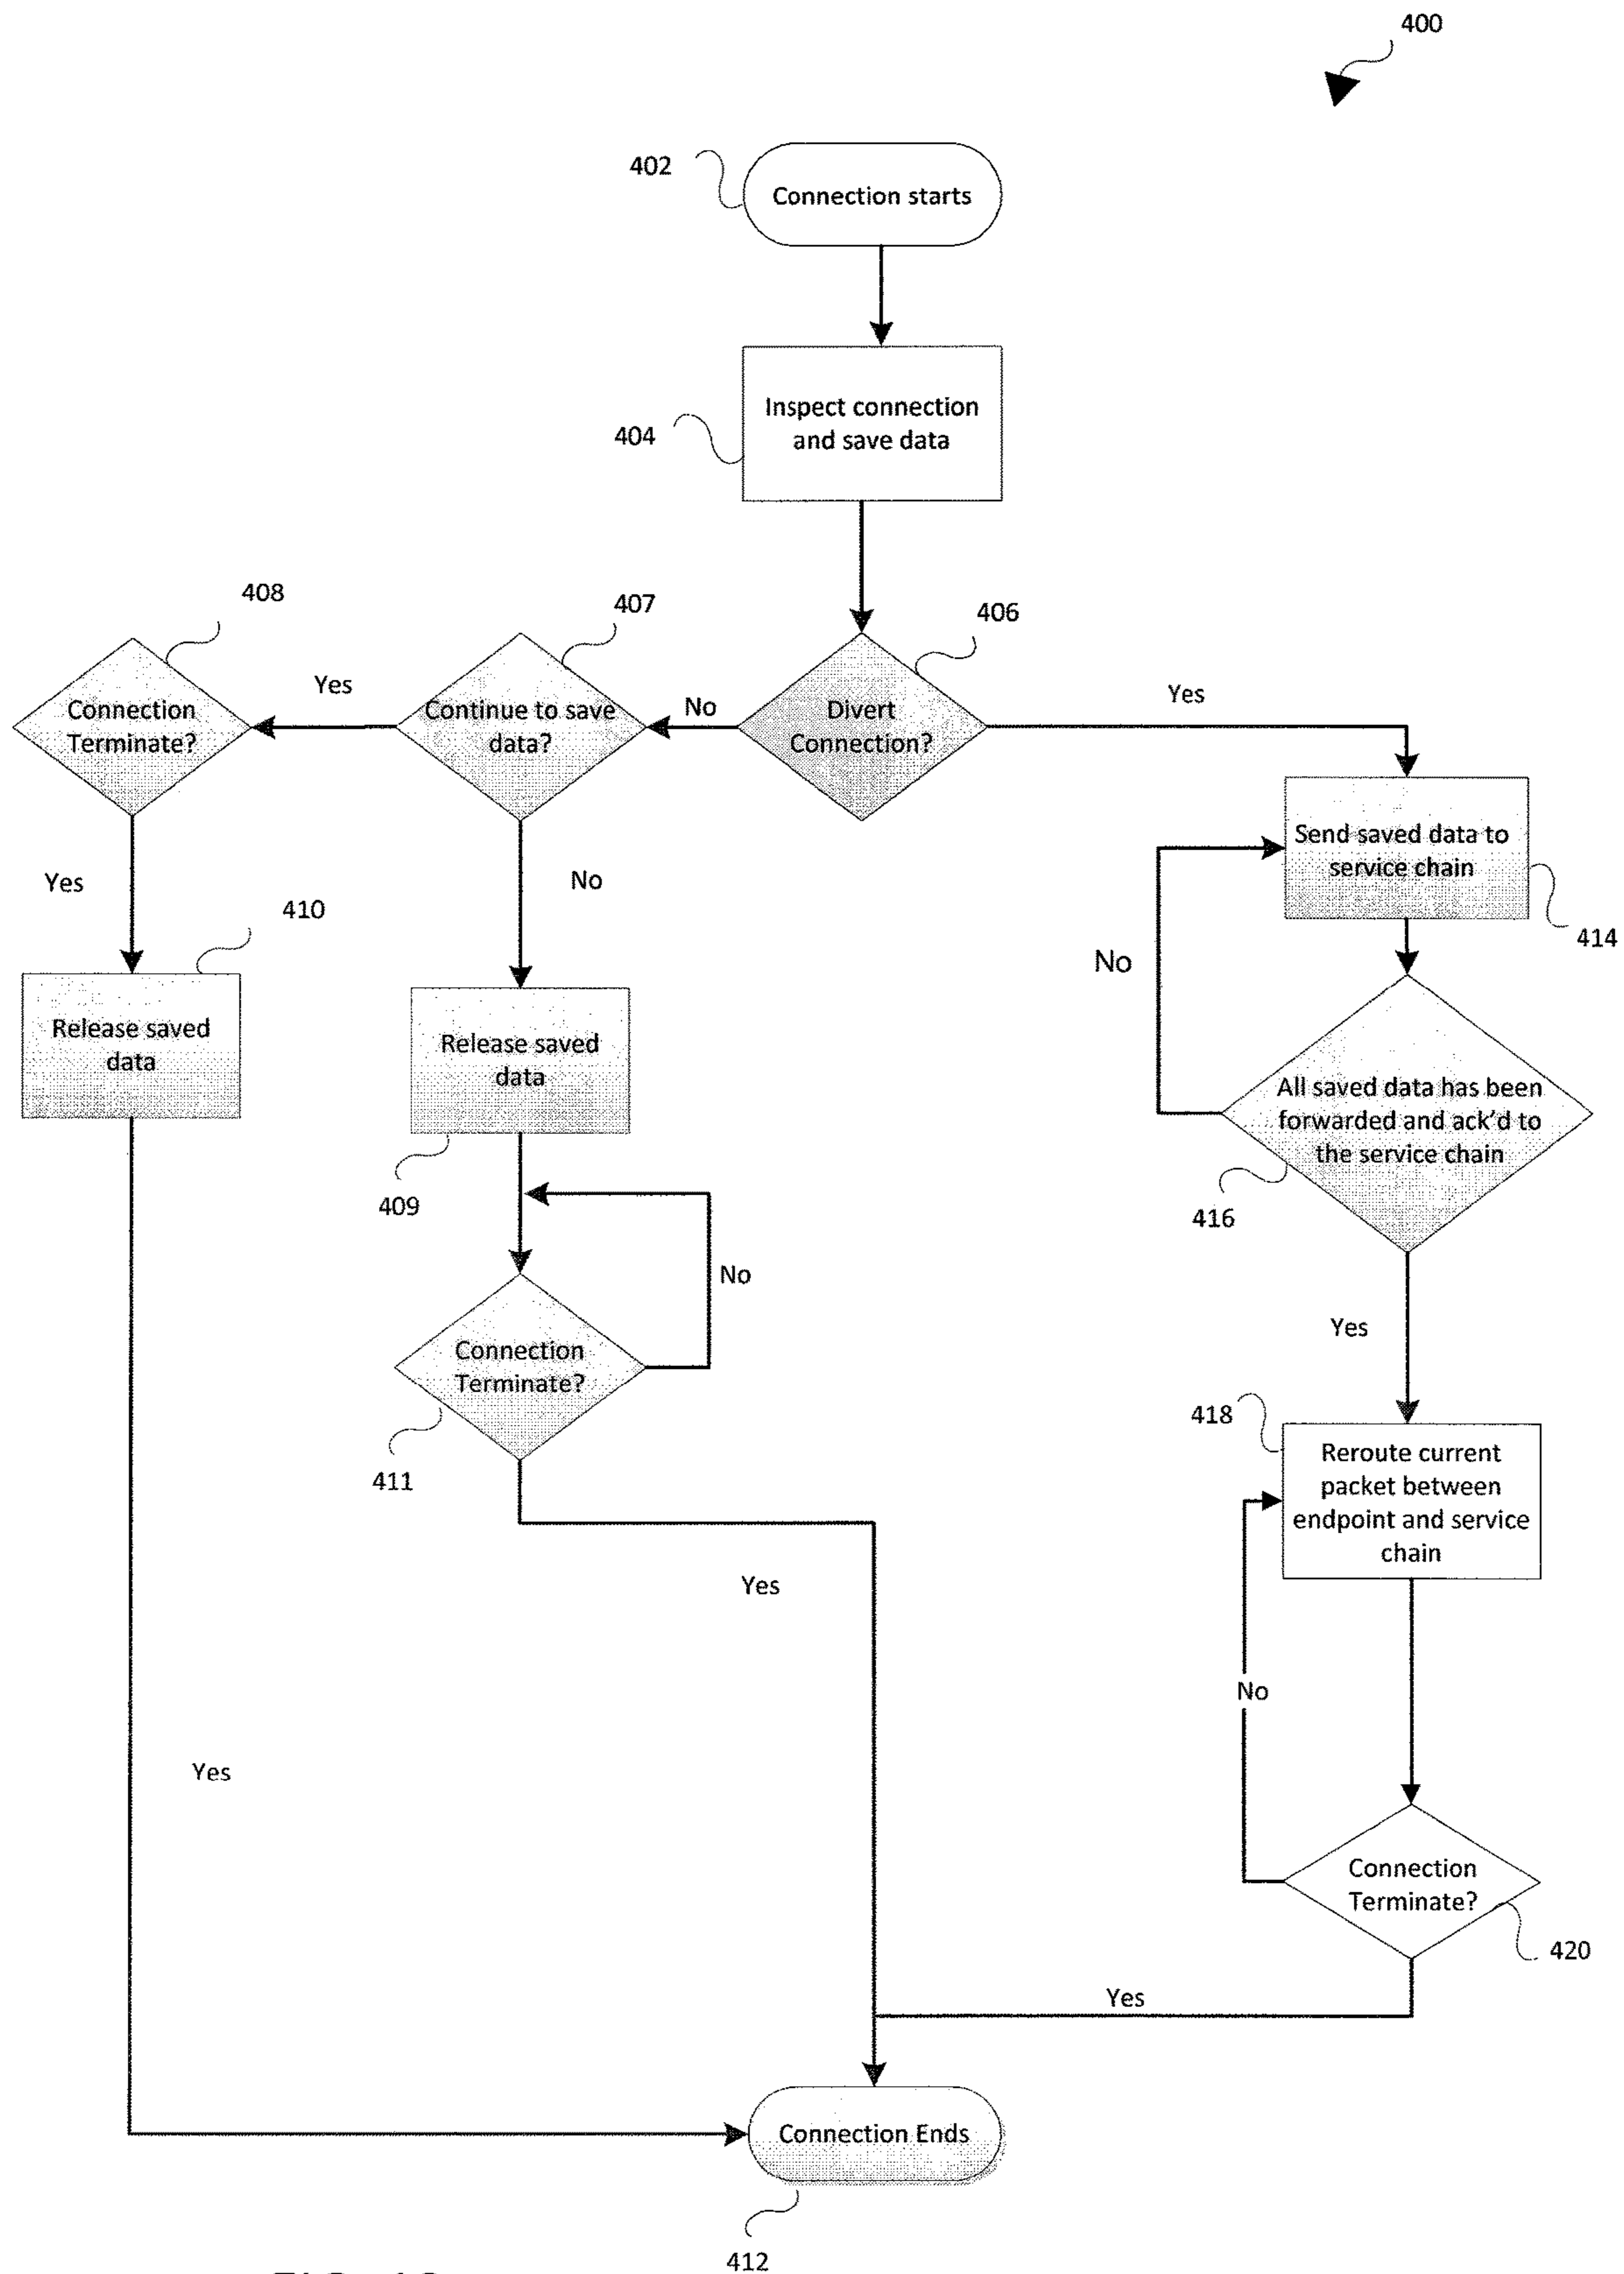 400
402
Connection starts
404
Inspect connection
and save data
408
407
406
Connection
Terminate?
Yes
Continue to save
data?
No
Divert
Connection?
Yes
Send saved data to
service chain
414
Yes
No
No
410
Release saved
data
Release saved
data
409
All saved data has been
forwarded and ack'd to
the service chain
416
No
Yes
Connection
Terminate?
411
418
Reroute current
packet between
endpoint and service
chain
Yes
No
Yes
Connection
Terminate?
420
Yes
Connection Ends
412